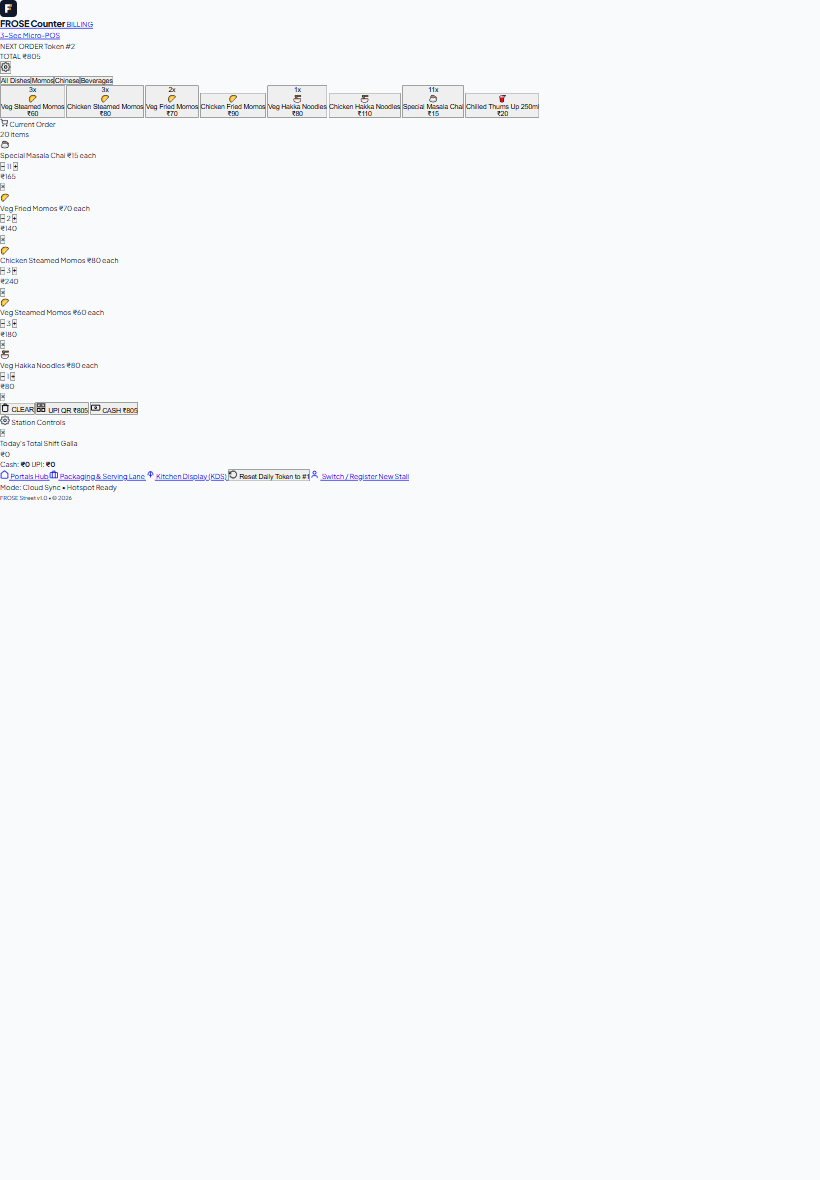 F
FROSE Counter BILLING
3-Sec Micro-POS
NEXT ORDER Token #2
TOTAL ₹805
All Dishes Momos Chinese Beverages
3x
Veg Steamed Momos
₹60
3x
Chicken Steamed Momos
₹80
2x
Veg Fried Momos
₹70
Chicken Fried Momos
₹90
1x
Veg Hakka Noodles
₹80
Chicken Hakka Noodles
₹110
11x
Special Masala Chai
₹15
Chilled Thums Up 250ml
₹20
Current Order
20 items
Special Masala Chai ₹15 each
- 11 +
₹165
×
Veg Fried Momos ₹70 each
- 2 +
₹140
×
Chicken Steamed Momos ₹80 each
- 3 +
₹240
×
Veg Steamed Momos ₹60 each
- 3 +
₹180
×
Veg Hakka Noodles ₹80 each
- 1 +
₹80
×
CLEAR UPI QR ₹805 CASH ₹805
Station Controls
×
Today's Total Shift Galla
₹0
Cash: ₹0 UPI: ₹0
Portals Hub Packaging & Serving Lane Kitchen Display (KDS) Reset Daily Token to #1 Switch / Register New Stall
Mode: Cloud Sync • Hotspot Ready
FROSE Street v1.0 • © 2026